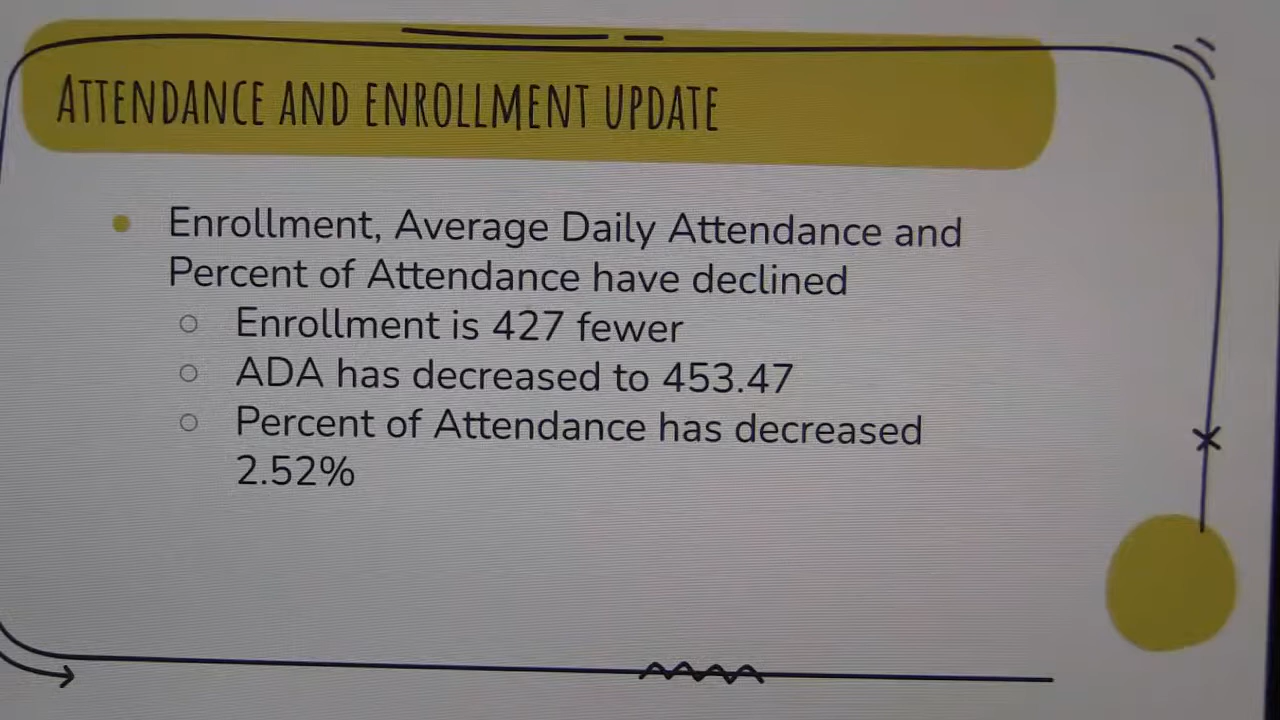 ATTENDANCE AND ENROLLMENT UPDATE
Enrollment, Average Daily Attendance and
Percent of Attendance have declined
Enrollment is 427 fewer
ADA has decreased to 453.47
Percent of Attendance has decreased
2.52%